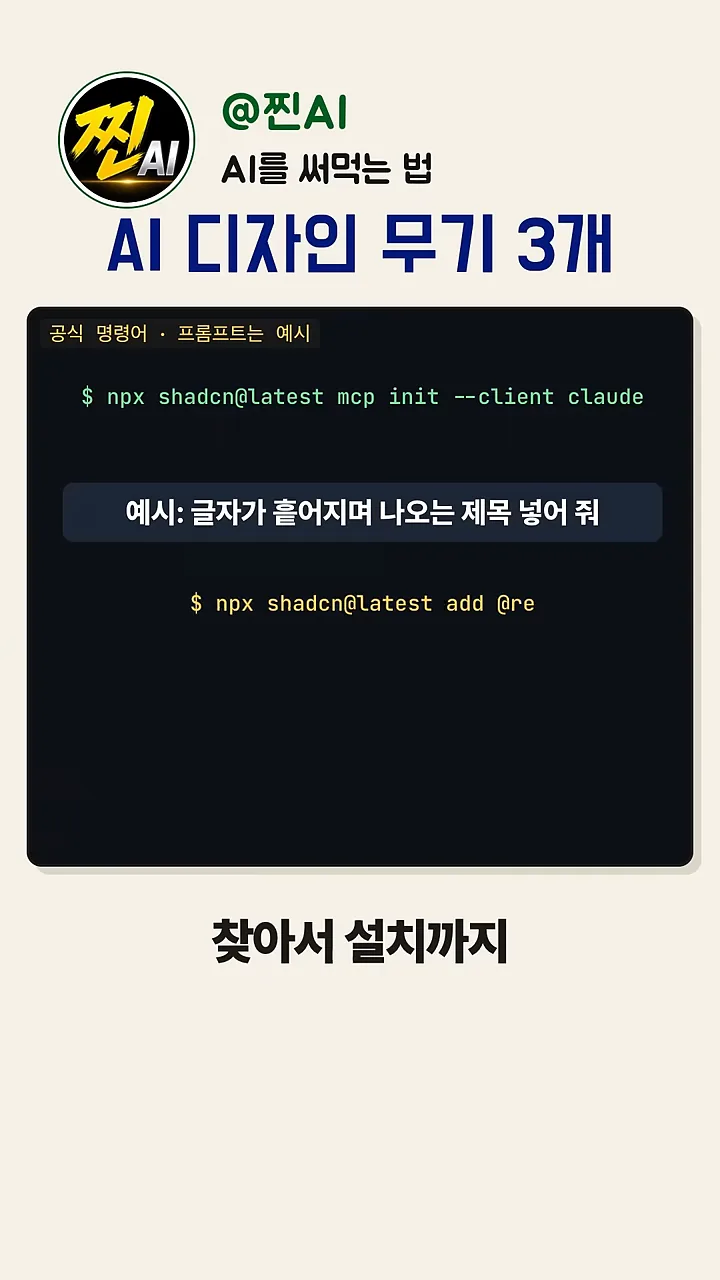 찐AI
@찐AI
AI를 써먹는 법
AI 디자인 무기 3개
공식 명령어 · 프롬프트는 예시
$ npx shadcn@latest mcp init --client claude
예시: 글자가 흩어지며 나오는 제목 넣어 줘
$ npx shadcn@latest add @re
찾아서 설치까지